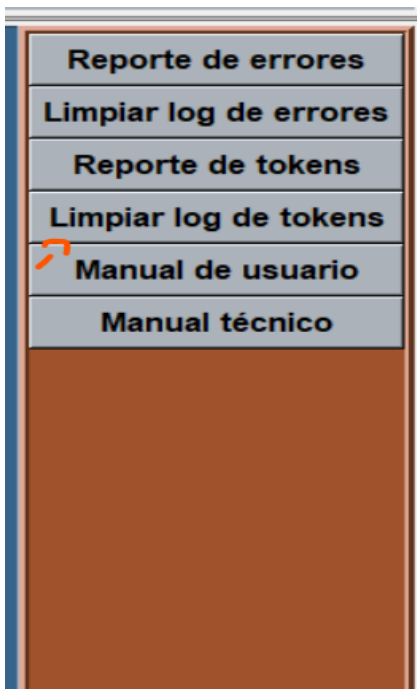 Reporte de errores
Limpiar log de errores
Reporte de tokens
Limpiar log de tokens
Manual de usuario
Manual técnico